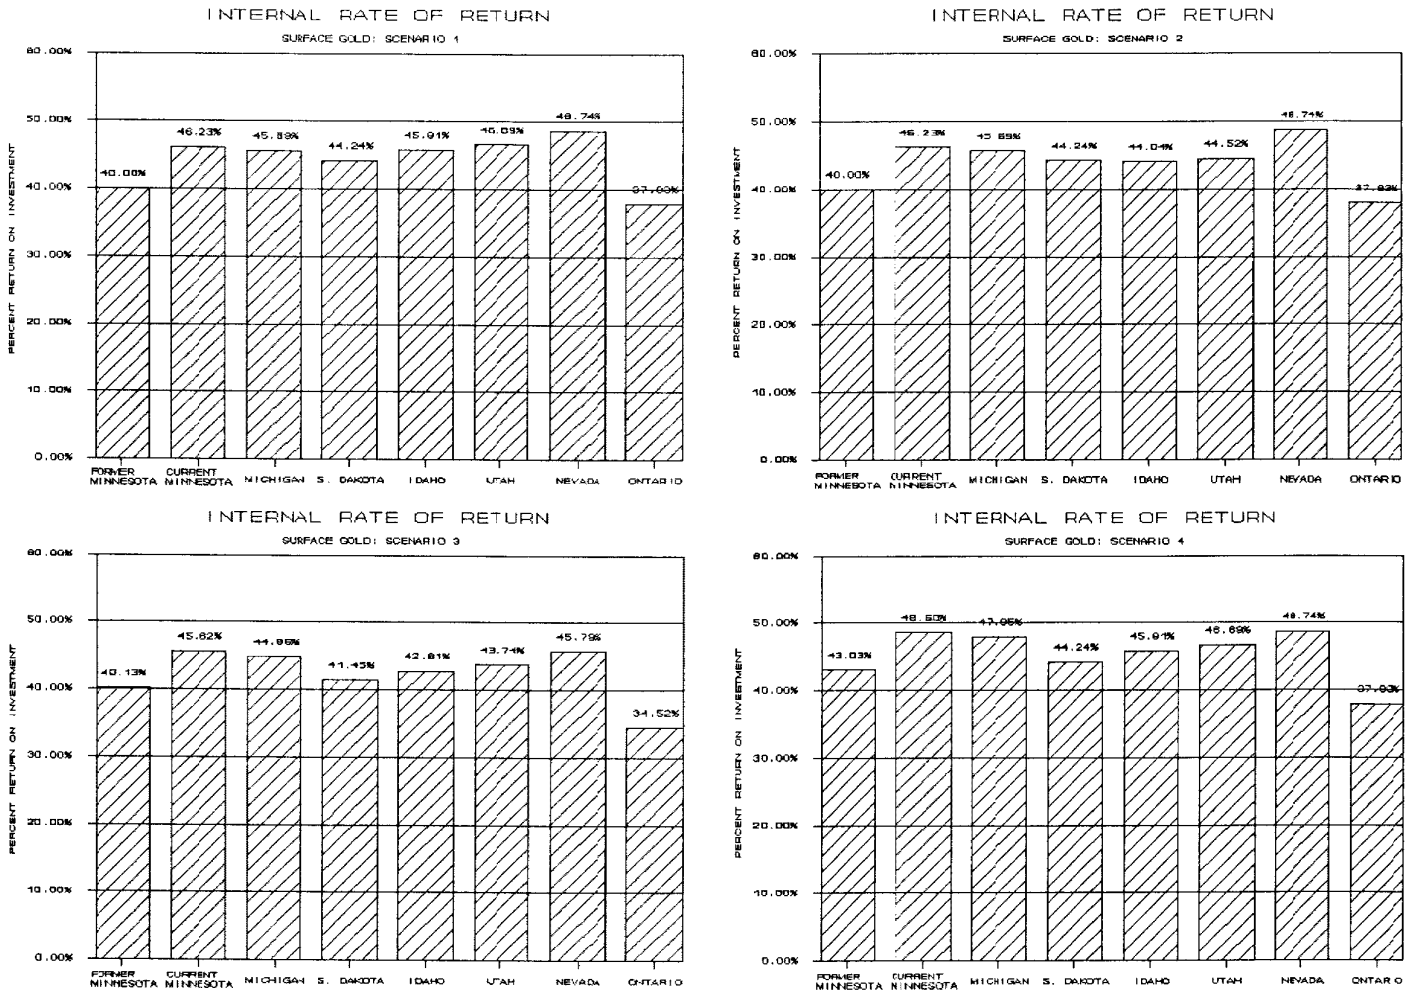 INTERNAL RATE OF RETURN
SURFACE GOLD: SCENARIO 1
PERCENT RETURN ON INVESTMENT
60.00%
50.00%
40.00%
30.00%
20.00%
10.00%
0.00%
40.00%
46.23%
44.24%
45.91%
48.74%
FORMER MINNESOTA
CURRENT MINNESOTA
MICHIGAN
S. DAKOTA
IDAHO
UTAH
NEVADA
ONTARIO
INTERNAL RATE OF RETURN
SURFACE GOLD: SCENARIO 2
PERCENT RETURN ON INVESTMENT
60.00%
50.00%
40.00%
30.00%
20.00%
10.00%
0.00%
40.00%
46.23%
44.24%
44.04%
44.52%
48.74%
FORMER MINNESOTA
CURRENT MINNESOTA
MICHIGAN
S. DAKOTA
IDAHO
UTAH
NEVADA
ONTARIO
INTERNAL RATE OF RETURN
SURFACE GOLD: SCENARIO 3
PERCENT RETURN ON INVESTMENT
60.00%
50.00%
40.00%
30.00%
20.00%
10.00%
0.00%
40.13%
45.62%
41.45%
42.81%
43.74%
45.79%
34.52%
FORMER MINNESOTA
CURRENT MINNESOTA
MICHIGAN
S. DAKOTA
IDAHO
UTAH
NEVADA
ONTARIO
INTERNAL RATE OF RETURN
SURFACE GOLD: SCENARIO 4
PERCENT RETURN ON INVESTMENT
60.00%
50.00%
40.00%
30.00%
20.00%
10.00%
0.00%
43.03%
48.60%
44.24%
45.91%
46.69%
48.74%
FORMER MINNESOTA
CURRENT MINNESOTA
MICHIGAN
S. DAKOTA
IDAHO
UTAH
NEVADA
ONTARIO